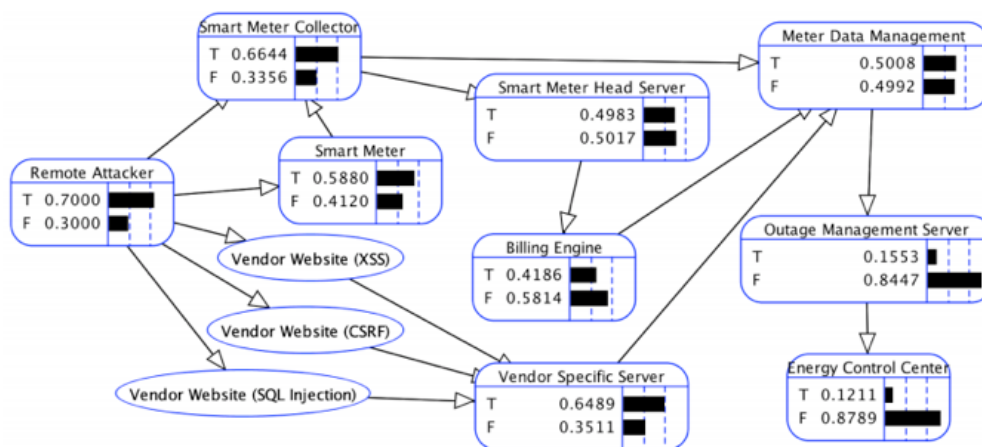 Smart Meter Collector
T 0.6644
F 0.3356
Meter Data Management
T 0.5008
F 0.4992
Smart Meter Head Server
T 0.4983
F 0.5017
Smart Meter
T 0.5880
F 0.4120
Remote Attacker
T 0.7000
F 0.3000
Vendor Website (XSS)
Billing Engine
T 0.4186
F 0.5814
Outage Management Server
T 0.1553
F 0.8447
Vendor Website (CSRF)
Vendor Website (SQL Injection)
Vendor Specific Server
T 0.6489
F 0.3511
Energy Control Center
T 0.1211
F 0.8789